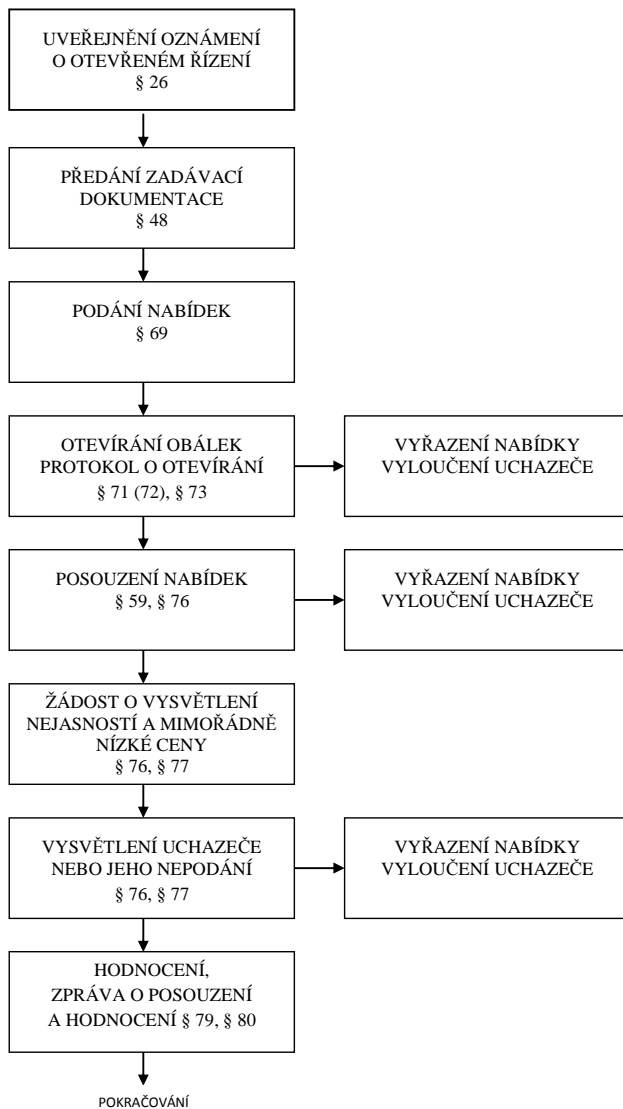 UVEŘEJNĚNÍ OZNÁMENÍ
O OTEVŘENÉM ŘÍZENÍ
§ 26
PŘEDÁNÍ ZADÁVACÍ
DOKUMENTACE
§ 48
PODÁNÍ NABÍDEK
§ 69
OTEVÍRÁNÍ OBÁLEK
PROTOKOL O OTEVÍRÁNÍ
§ 71 (72), § 73
VYŘAZENÍ NABÍDKY
VYLOUČENÍ UCHAZEČE
POSOUZENÍ NABÍDEK
§ 59, § 76
VYŘAZENÍ NABÍDKY
VYLOUČENÍ UCHAZEČE
ŽÁDOST O VYSVĚTLENÍ
NEJASNOSTÍ A MIMOŘÁDNĚ
NÍZKÉ CENY
§ 76, § 77
VYSVĚTLENÍ UCHAZEČE
NEBO JEHO NEPODÁNÍ
§ 76, § 77
VYŘAZENÍ NABÍDKY
VYLOUČENÍ UCHAZEČE
HODNOCENÍ,
ZPRÁVA O POSOUZENÍ
A HODNOCENÍ § 79, § 80
POKRAČOVÁNÍ